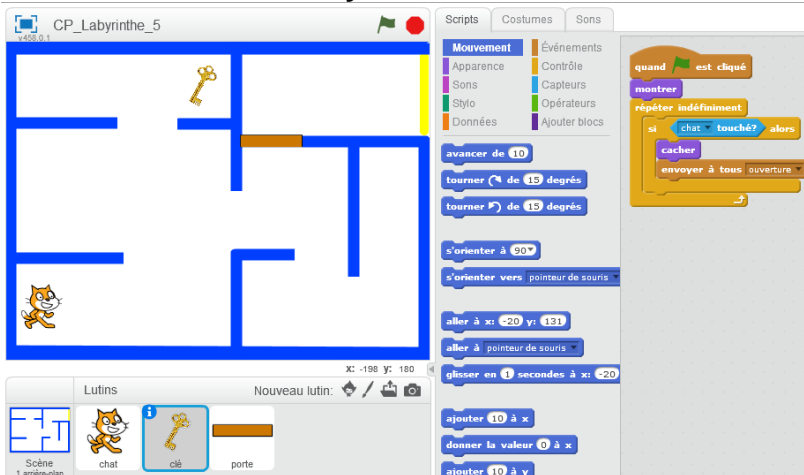 CP_Labyrinthe_5
v458.0.1
X: -198 y: 180
Lutins
Nouveau lutin:
Scène
1 arrière-plan
chat
clé
porte
Scripts
Costumes
Sons
Mouvement
Événements
Apparence
Contrôle
Sons
Capteurs
Stylo
Opérateurs
Données
Ajouter blocs
avancer de 10
tourner de 15 degrés
tourner de 15 degrés
s'orienter à 90
s'orienter vers pointeur de souris
aller à x: -20 y: 131
aller à pointeur de souris
glisser en 1 secondes à x: -20
ajouter 10 à x
donner la valeur 0 à x
ajouter 10 à y
quand est cliqué
montrer
répéter indéfiniment
si chat touché? alors
cacher
envoyer à tous ouverture